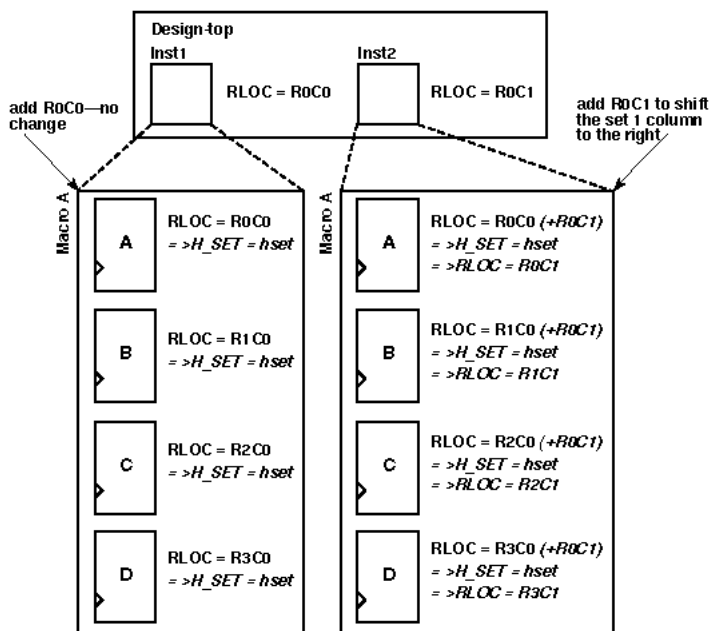 Design-top
Inst1
Inst2
RLOC = R0C0
RLOC = R0C1
add R0C0—no
change
add R0C1 to shift
the set 1 column
to the right
Macro A
A
RLOC = R0C0
= >H_SET = hset
B
RLOC = R1C0
= >H_SET = hset
C
RLOC = R2C0
= >H_SET = hset
D
RLOC = R3C0
= >H_SET = hset
Macro A
A
RLOC = R0C0 (+R0C1)
= >H_SET = hset
= >RLOC = R0C1
B
RLOC = R1C0 (+R0C1)
= >H_SET = hset
= >RLOC = R1C1
C
RLOC = R2C0 (+R0C1)
= >H_SET = hset
= >RLOC = R2C1
D
RLOC = R3C0 (+R0C1)
= >H_SET = hset
= >RLOC = R3C1